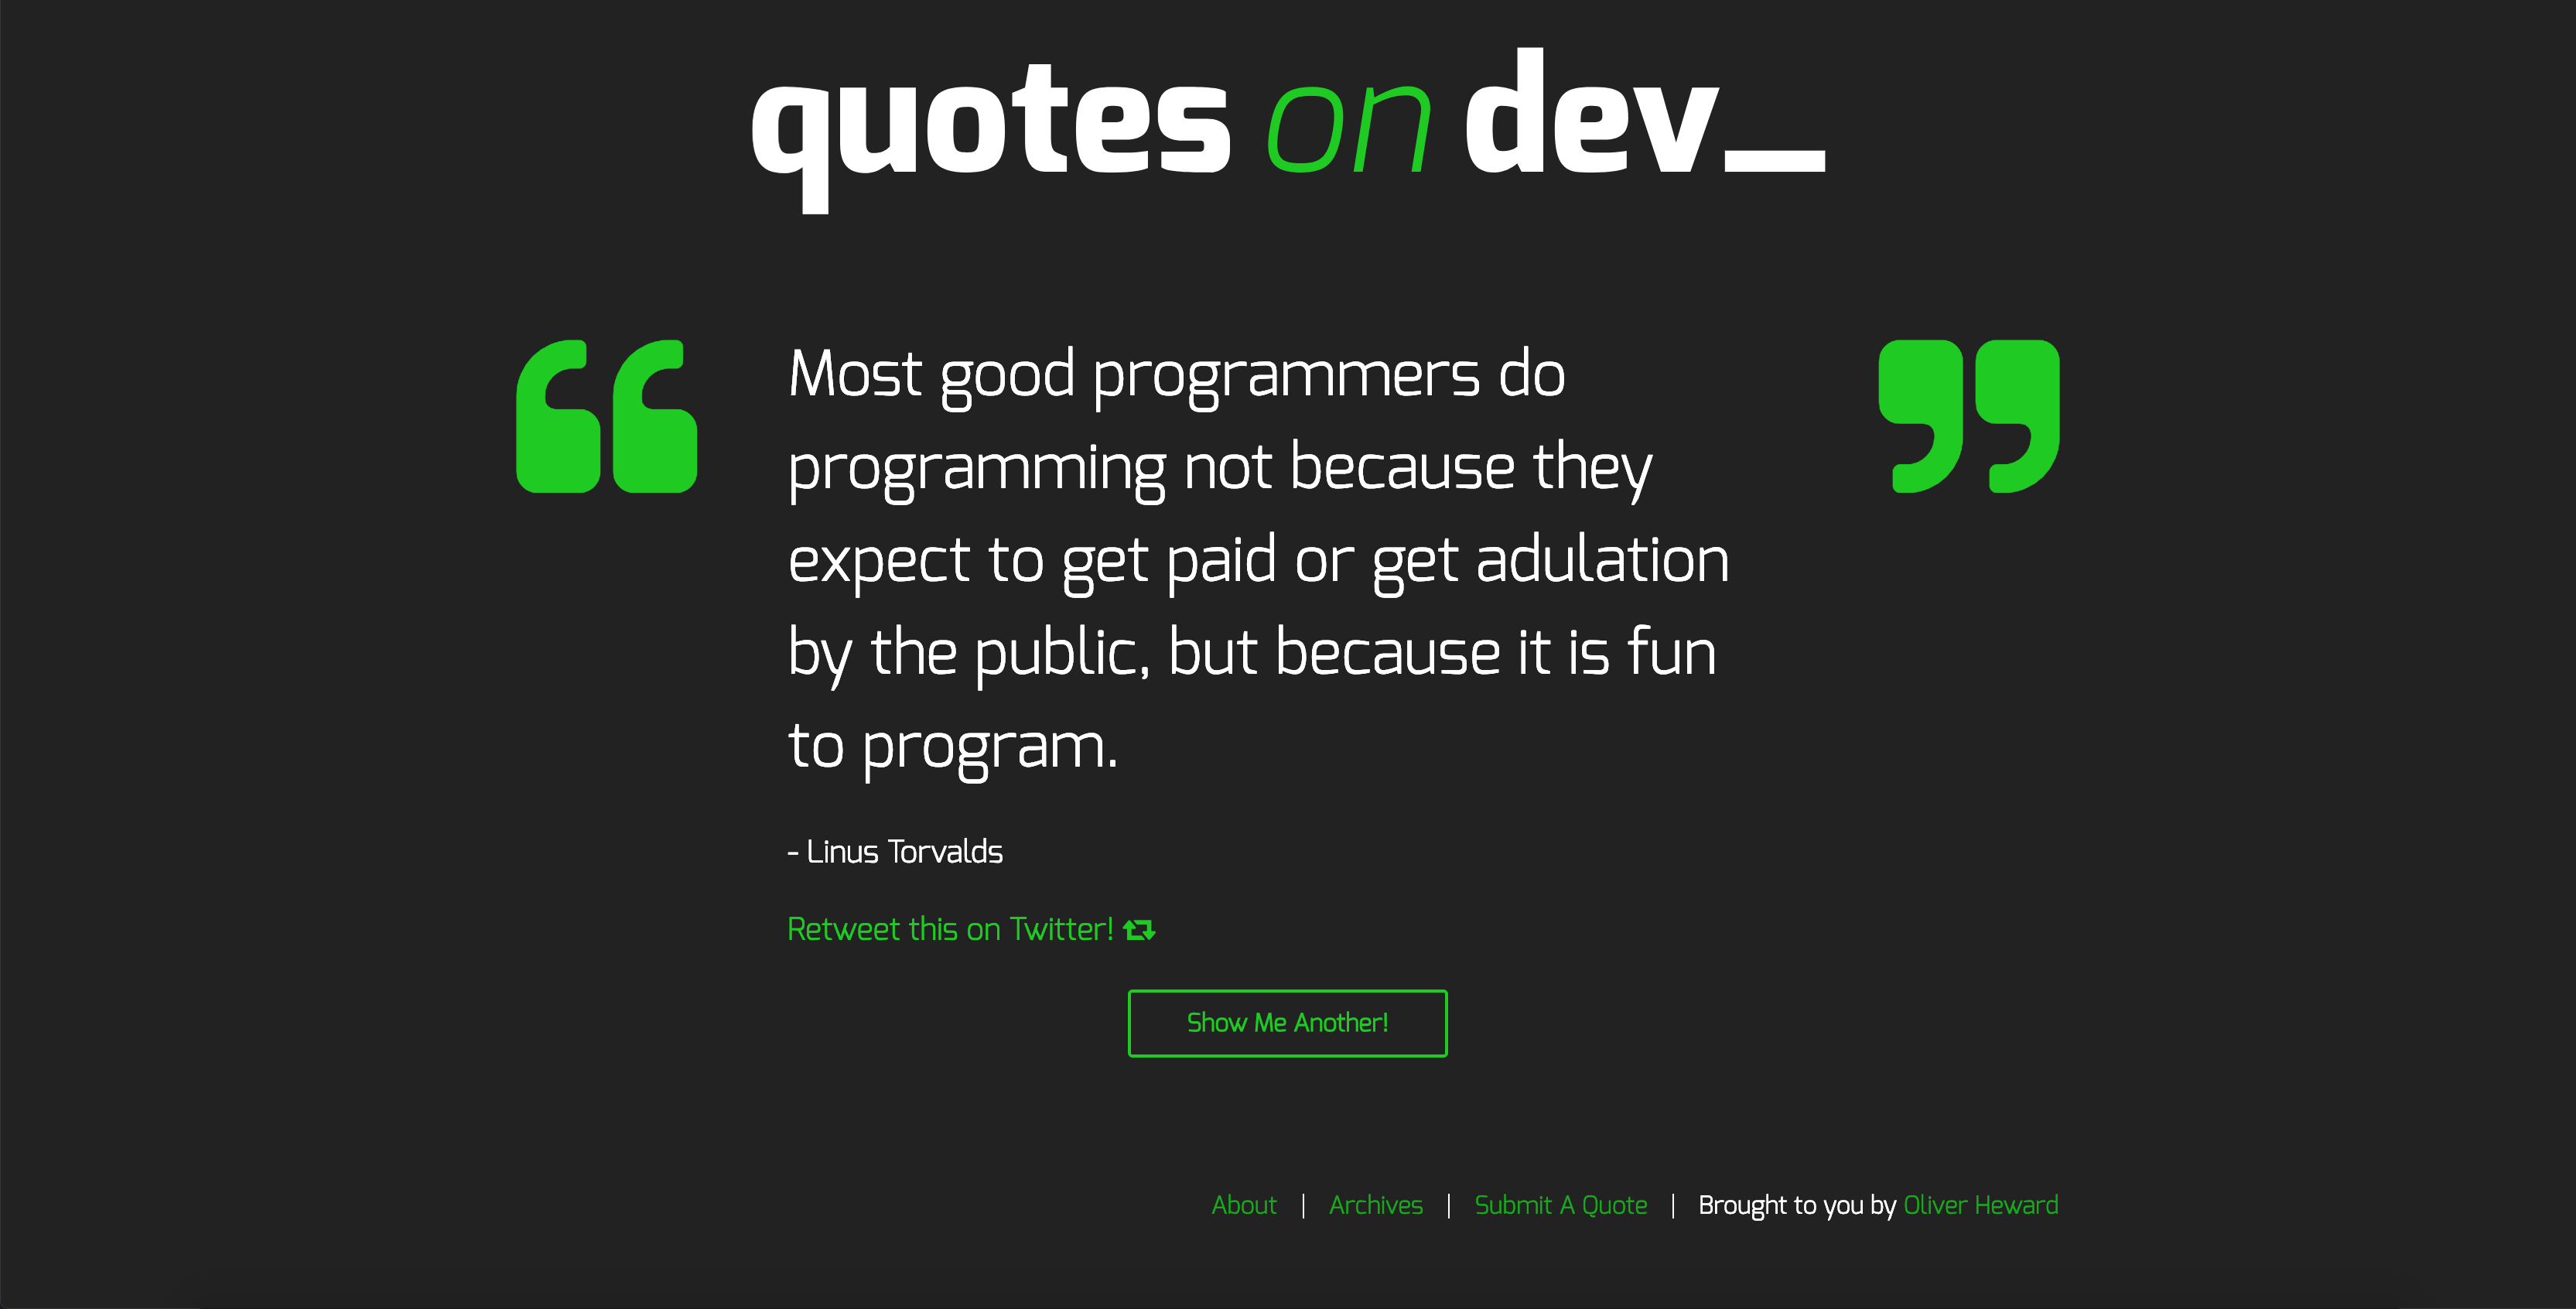 quotes on dev_
Most good programmers do
programming not because they
expect to get paid or get adulation
by the public, but because it is fun
to program.
- Linus Torvalds
Retweet this on Twitter!
Show Me Another!
About | Archives | Submit A Quote | Brought to you by Oliver Heward